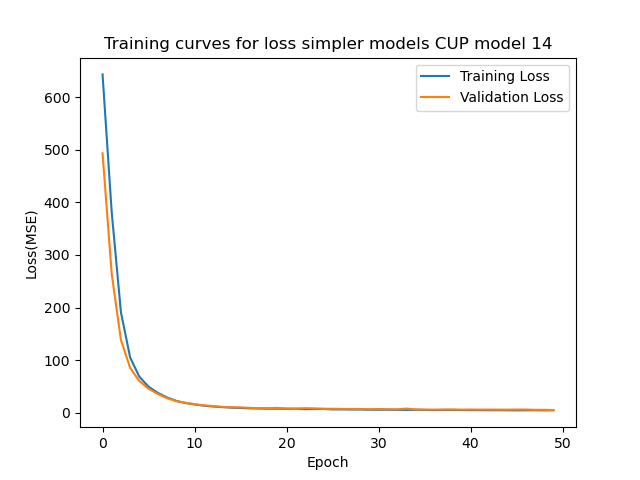 Training curves for loss simpler models CUP model 14
Training Loss
Validation Loss
Loss(MSE)
600
500
400
300
200
100
0
0 10 20 30 40 50
Epoch